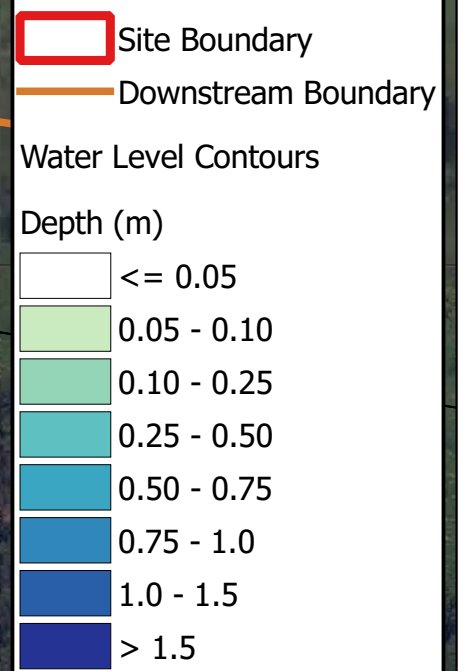 Site Boundary
Downstream Boundary
Water Level Contours
Depth (m)
<= 0.05
0.05 - 0.10
0.10 - 0.25
0.25 - 0.50
0.50 - 0.75
0.75 - 1.0
1.0 - 1.5
> 1.5